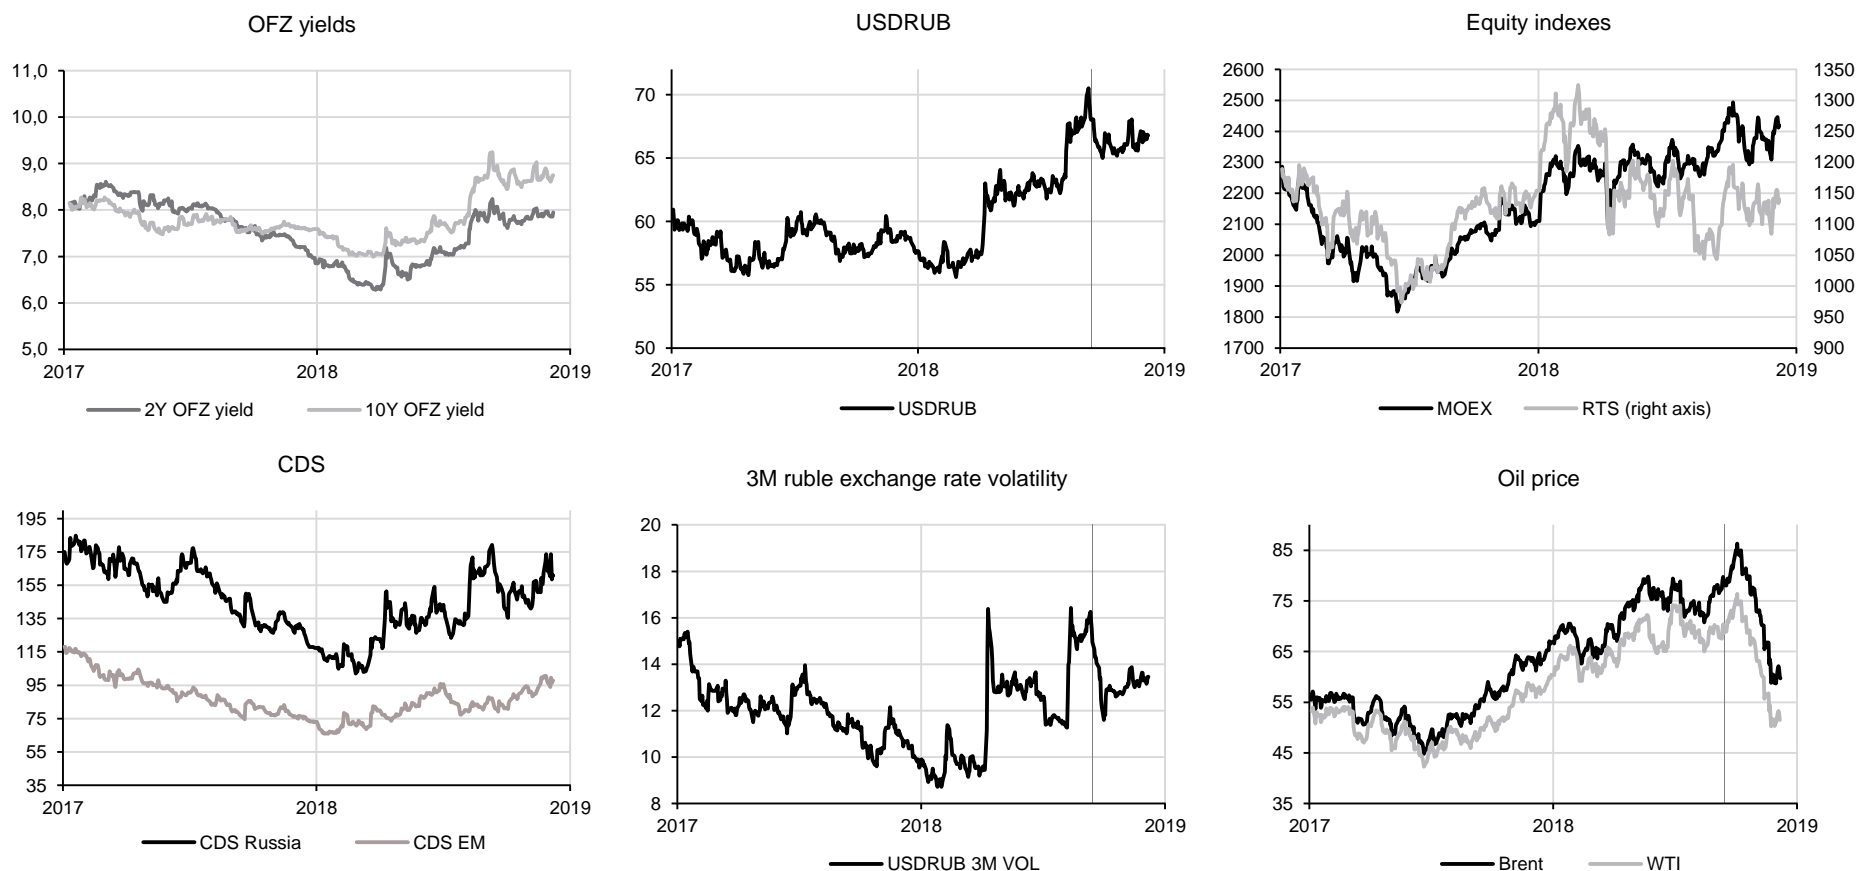 OFZ yields
11,0
10,0
9,0
8,0
7,0
6,0
5,0
2017 2018 2019
2Y OFZ yield 10Y OFZ yield
USDRUB
70
65
60
55
50
2017 2018 2019
USDRUB
Equity indexes
2600 1350
2500 1300
2400 1250
2300 1200
2200 1150
2100 1100
2000 1050
1900 1000
1800 950
1700 900
2017 2018 2019
MOEX RTS (right axis)
CDS
195
175
155
135
115
95
75
55
35
2017 2018 2019
CDS Russia CDS EM
3M ruble exchange rate volatility
20
18
16
14
12
10
8
2017 2018 2019
USDRUB 3M VOL
Oil price
85
75
65
55
45
35
2017 2018 2019
Brent WTI